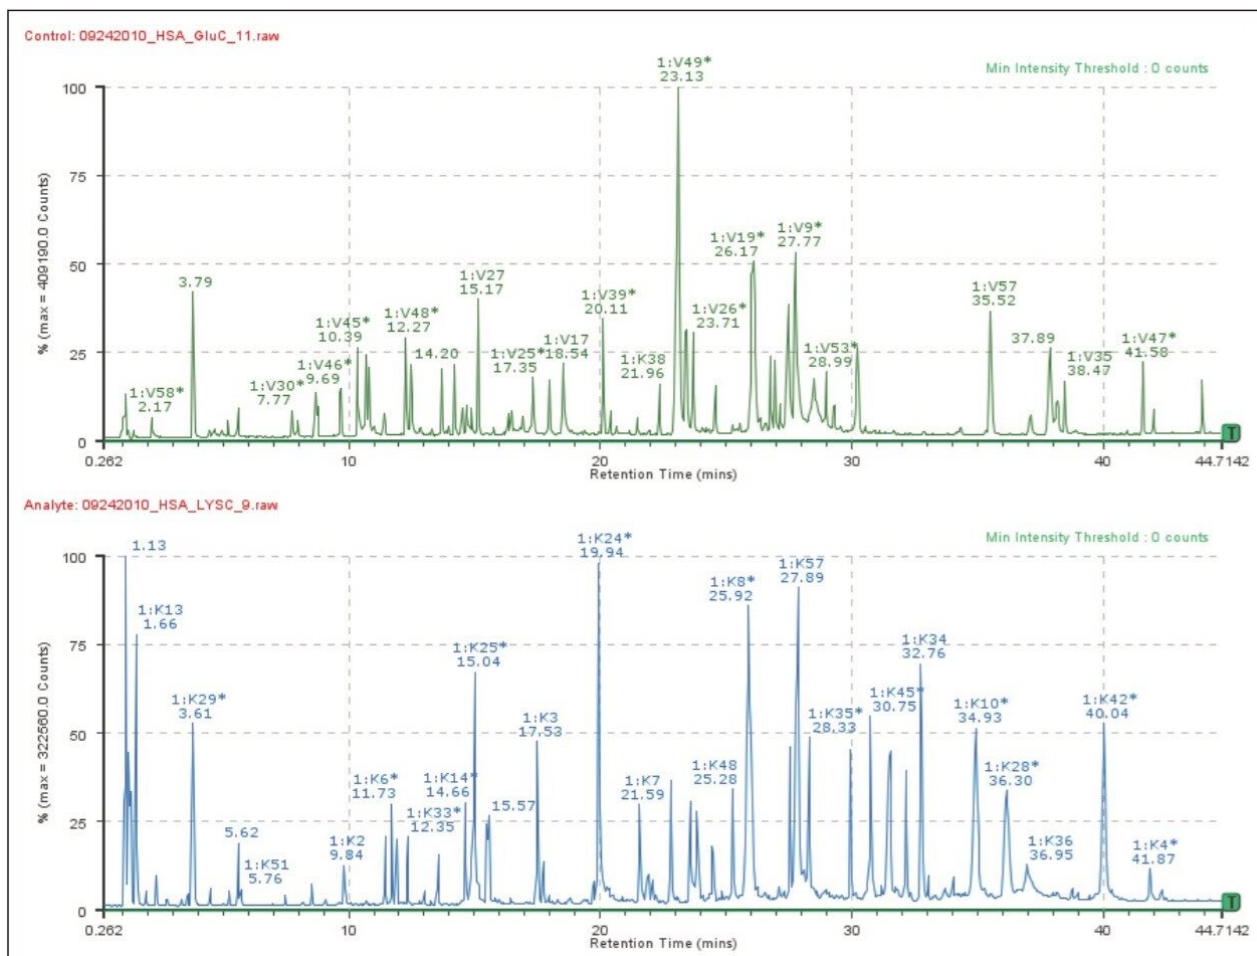 Control: 09242010_HSA_GluC_11.raw
Min Intensity Threshold : 0 counts
% (max = 409190.0 Counts)
100
75
50
25
0
1:V58*
2.17
3.79
1:V30*
7.77
1:V46*
9.69
1:V45*
10.39
1:V48*
12.27
14.20
1:V27
15.17
1:V25*
17.35
1:V17
18.54
1:V39*
20.11
1:K38
21.96
1:V49*
23.13
1:V26*
23.71
1:V19*
26.17
1:V9*
27.77
1:V53*
28.99
1:V57
35.52
37.89
1:V35
38.47
1:V47*
41.58
T
0.262
10
20
30
40
44.7142
Retention Time (mins)
Analyte: 09242010_HSA_LYSC_9.raw
Min Intensity Threshold : 0 counts
% (max = 322660.0 Counts)
100
75
50
25
0
1.13
1:K13
1.66
1:K29*
3.61
5.62
1:K51
5.76
1:K2
9.84
1:K6*
11.73
1:K33*
12.35
1:K14*
14.66
1:K25*
15.04
15.57
1:K3
17.53
1:K24*
19.94
1:K7
21.59
1:K48
25.28
1:K8*
25.92
1:K57
27.89
1:K35*
28.33
1:K45*
30.75
1:K34
32.76
1:K10*
34.93
1:K28*
36.30
1:K36
36.95
1:K42*
40.04
1:K4*
41.87
T
0.262
10
20
30
40
44.7142
Retention Time (mins)